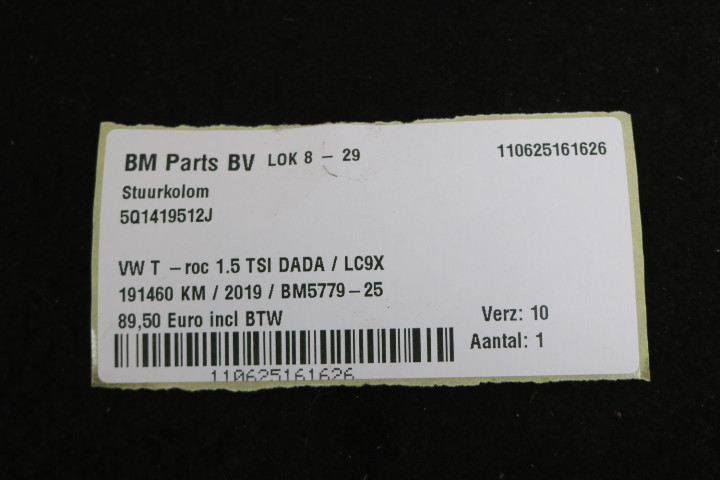 BM Parts BV LOK 8 - 29 110625161626
Stuurkolom
5Q1419512J
VW T -roc 1.5 TSI DADA / LC9X
191460 KM / 2019 / BM5779-25
89,50 Euro incl BTW
Verz: 10
Aantal: 1
110625161626